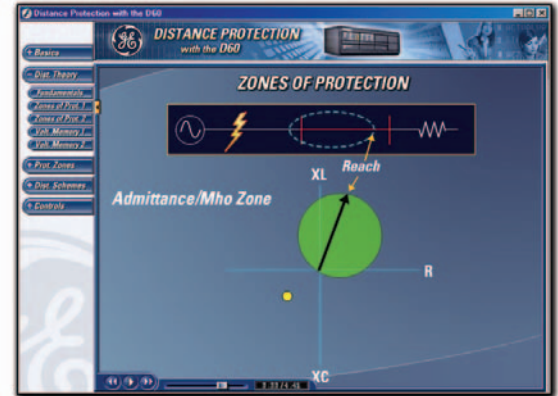 Distance Protection with the D60
DISTANCE PROTECTION
with the D60
+ Basics
- Dist. Theory
Fundamentals
Zones of Prot. 1
Zones of Prot. 2
Volt. Memory 1
Volt. Memory 2
+ Prot. Zones
+ Dist. Schemes
+ Controls
ZONES OF PROTECTION
Reach
XL
Admittance/Mho Zone
R
XC